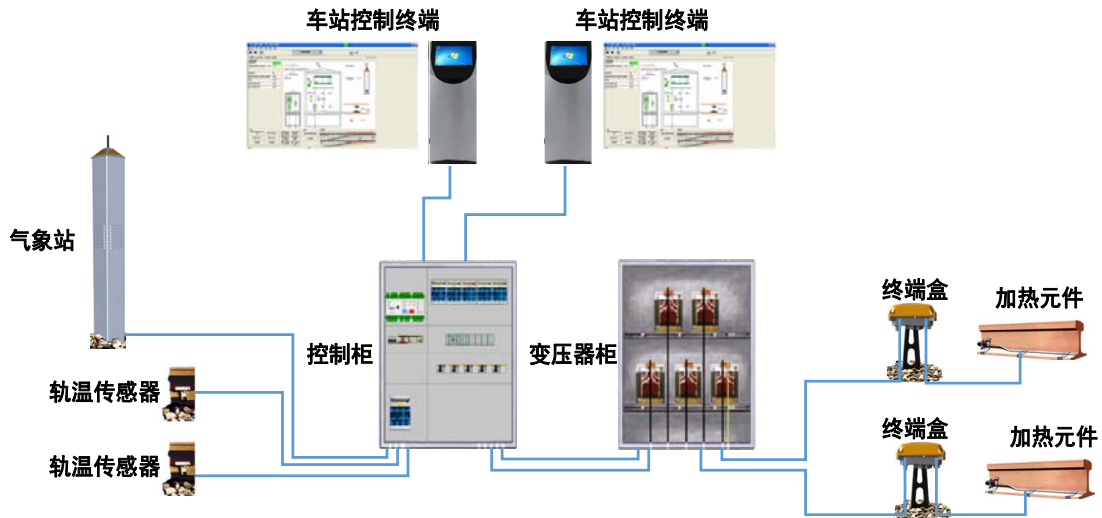 车站控制终端
车站控制终端
气象站
终端盒
加热元件
控制柜
变压器柜
轨温传感器
终端盒
加热元件
轨温传感器